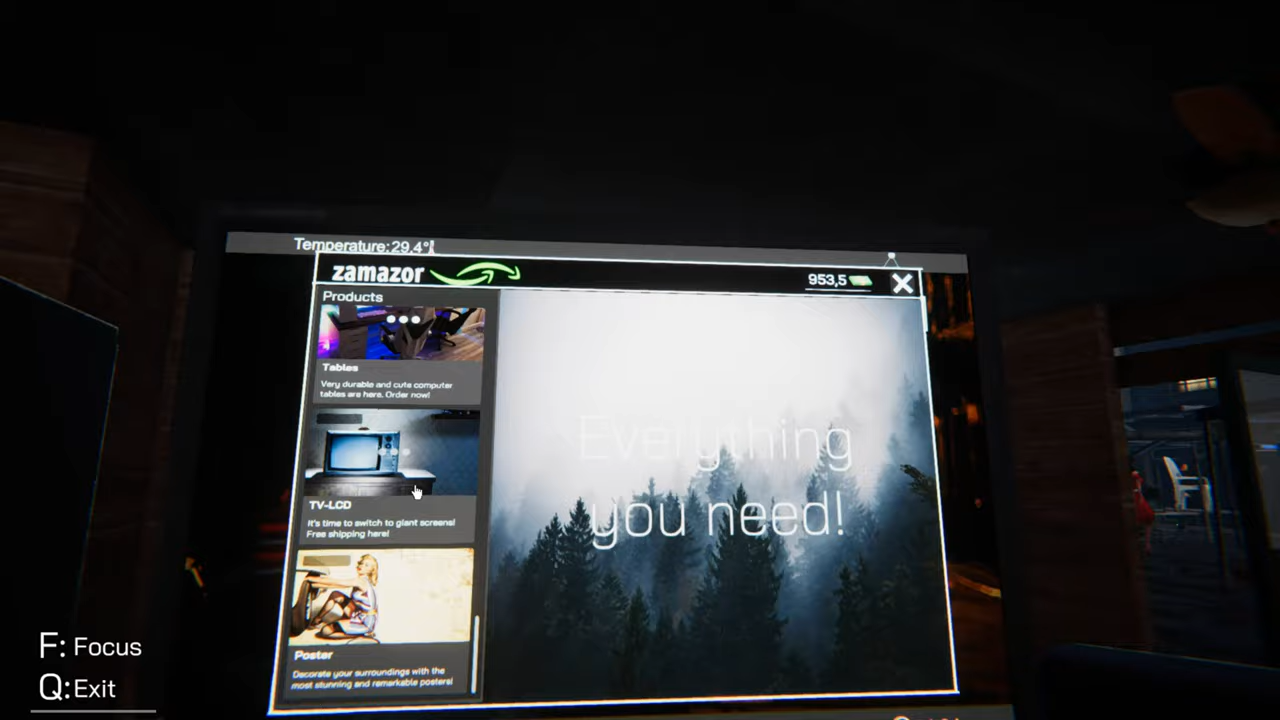 Temperature:29.4°
zamazor
953,5
Products
Tables
Very durable and cute computer
tables are here. Order now!
TV-LCD
It's time to switch to giant screens!
Free shipping here!
Everything
you need!
Poster
Decorate your surroundings with the
most stunning and remarkable posters!
F: Focus
Q:Exit